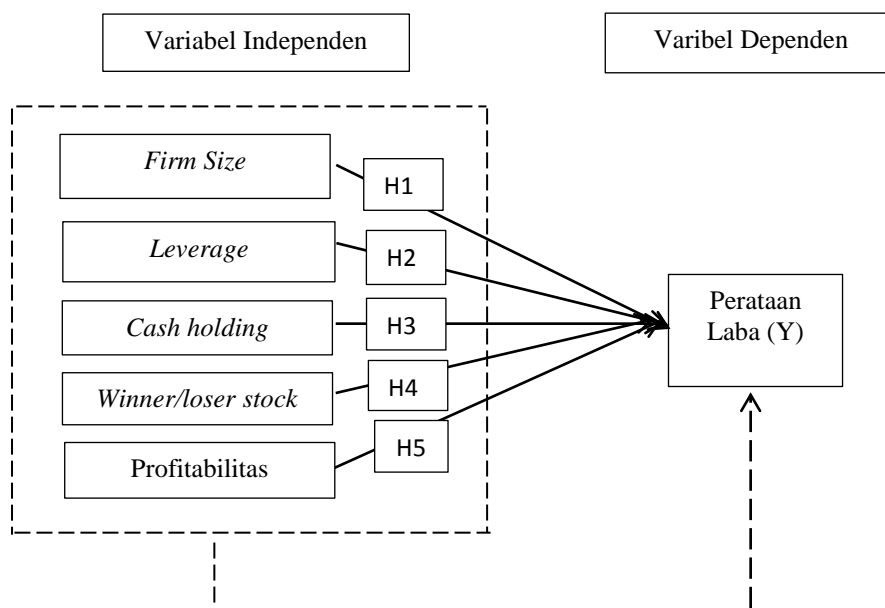 Variabel Independen
Varibel Dependen
Firm Size
H1
Leverage
H2
Cash holding
H3
Perataan
Laba (Y)
Winner/loser stock
H4
Profitabilitas
H5